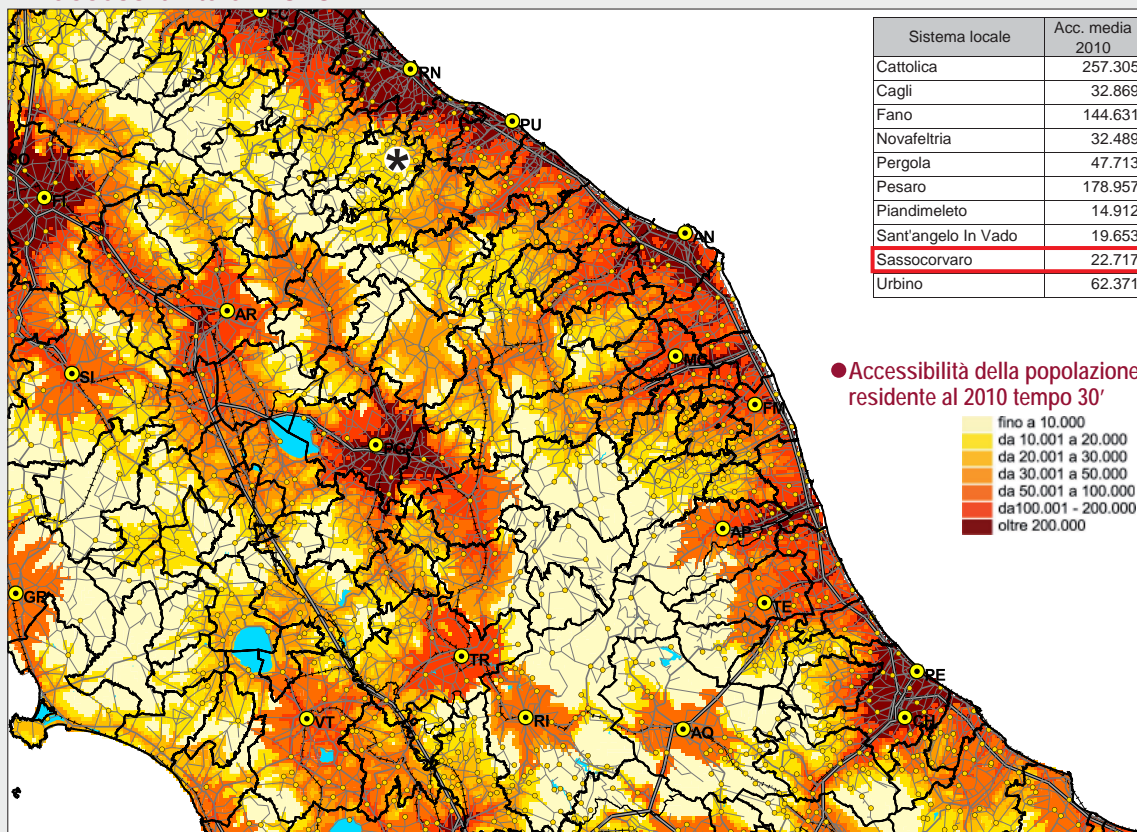 Sistema locale
Acc. media 2010
Cattolica 257.305
Cagli 32.869
Fano 144.631
Novafeltria 32.489
Pergola 47.713
Pesaro 178.957
Piandimeleto 14.912
Sant'angelo In Vado 19.653
Sassocorvaro 22.717
Urbino 62.371
Accessibilità della popolazione
residente al 2010 tempo 30'
fino a 10.000
da 10.001 a 20.000
da 20.001 a 30.000
da 30.001 a 50.000
da 50.001 a 100.000
da100.001 - 200.000
oltre 200.000
RN
PU
*
FI
AN
AR
MC
SI
FM
PG
AP
GR
TE
TR
PE
VT
RI
CH
AQ